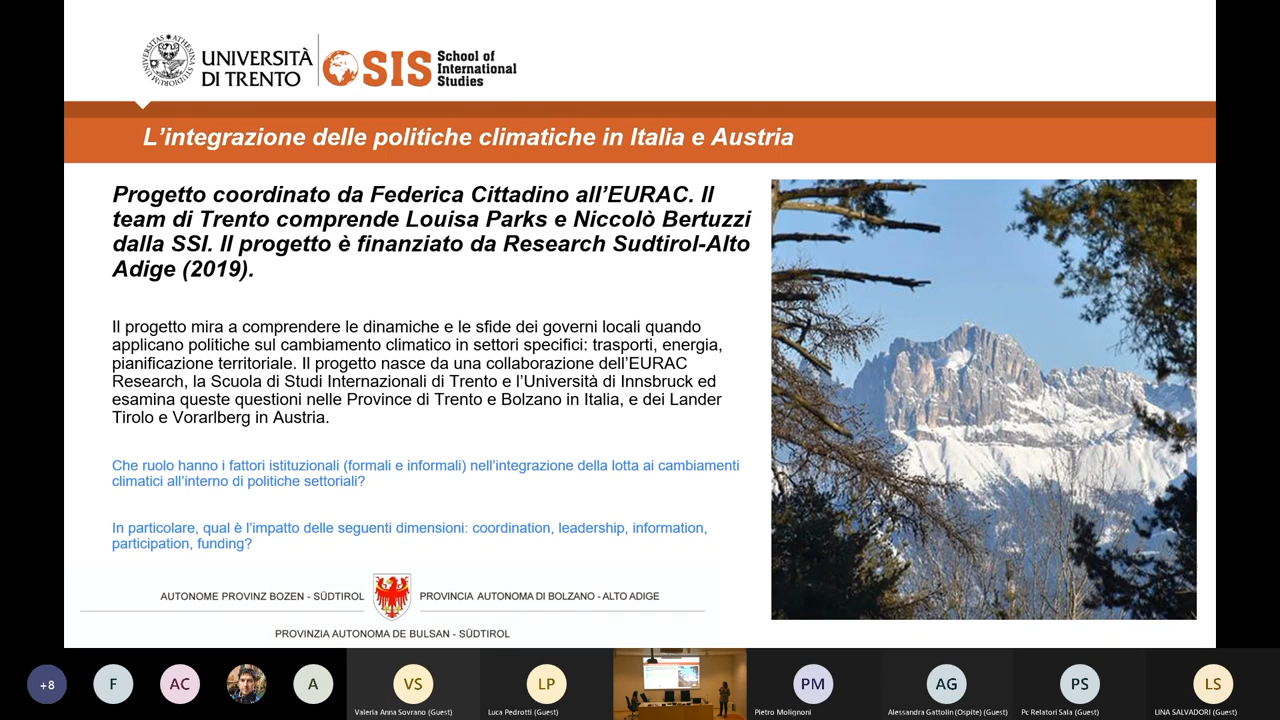 UNIVERSITÀ
DI TRENTO
SIS
School of
International
Studies
L'integrazione delle politiche climatiche in Italia e Austria
Progetto coordinato da Federica Cittadino all'EURAC. Il
team di Trento comprende Louisa Parks e Niccolò Bertuzzi
dalla SSI. Il progetto è finanziato da Research Sudtirol-Alto
Adige (2019).
Il progetto mira a comprendere le dinamiche e le sfide dei governi locali quando
applicano politiche sul cambiamento climatico in settori specifici: trasporti, energia,
pianificazione territoriale. Il progetto nasce da una collaborazione dell'EURAC
Research, la Scuola di Studi Internazionali di Trento e l'Università di Innsbruck ed
esamina queste questioni nelle Province di Trento e Bolzano in Italia, e dei Lander
Tirolo e Vorarlberg in Austria.
Che ruolo hanno i fattori istituzionali (formali e informali) nell'integrazione della lotta ai cambiamenti
climatici all'interno di politiche settoriali?
In particolare, qual è l'impatto delle seguenti dimensioni: coordination, leadership, information,
participation, funding?
AUTONOME PROVINZ BOZEN - SÜDTIROL
PROVINCIA AUTONOMA DI BOLZANO - ALTO ADIGE
PROVINZIA AUTONOMA DE BULSAN - SÜDTIROL
+8
F
AC
A
VS
LP
PM
AG
PS
LS
Valeria Anna Sovrano (Guest)
Luca Pedrotti (Guest)
Pietro Molignoni
Alessandra Gattolin (Ospite) (Guest)
Pc Relatori Sala (Guest)
LINA SALVADORI (Guest)